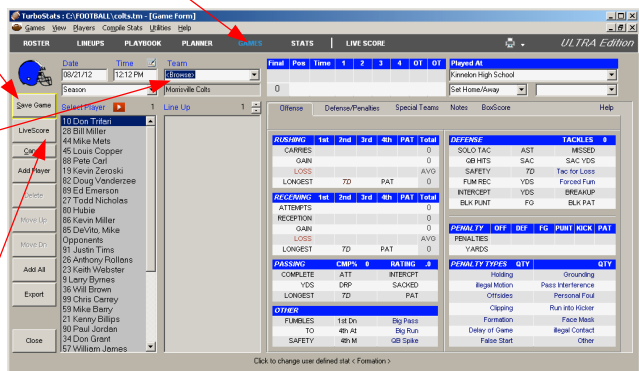 TurboStats : C:\FOOTBALL\colts.tm - [Game Form]
Games View Players Compile Stats Utilities Help
ROSTER LINEUPS PLAYBOOK PLANNER GAMES STATS LIVE SCORE ULTRA Edition
Date Time Team
08/21/12 12:12 PM <Browse>
Season Morrisville Colts
Final Pos Time 1 2 3 4 OT OT
0
Played At
Kinnelon High School
Set Home/Away
Save Game
LiveScore
Cancel
Add Player
Delete
Move Up
Move Dn
Add All
Export
Close
Select Player 1 Line Up 1
10 Don Trifari
28 Bill Miller
44 Mike Mets
45 Louis Copper
88 Pete Carl
19 Kevin Zeroski
82 Doug Vanderzee
89 Ed Emerson
27 Todd Nicholas
80 Hubie
86 Kevin Miller
85 DeVito, Mike
Opponents
91 Justin Tims
26 Anthony Rollans
23 Keith Webster
9 Larry Byrnes
36 Will Brown
99 Chris Carrey
59 Mike Barry
21 Kenny Billips
90 Paul Jordan
34 Don Grant
57 William James
Offense Defense/Penalties Special Teams Notes BoxScore Help
RUSHING 1st 2nd 3rd 4th PAT Total
CARRIES 0
GAIN 0
LOSS AVG
LONGEST TD PAT 0
RECEIVING 1st 2nd 3rd 4th PAT Total
ATTEMPTS 0
RECEPTION 0
GAIN 0
LOSS AVG
LONGEST TD PAT 0
PASSING CMP% 0 RATING .0
COMPLETE ATT INTERCPT
YDS DRP SACKED
LONGEST TD PAT
OTHER
FUMBLES 1st Dn Big Pass
TO 4th At Big Run
SAFETY 4th M QB Spike
DEFENSE TACKLES 0
SOLO TAC AST MISSED
QB HITS SAC SAC YDS
SAFETY TD Tac for Loss
FUM REC YDS Forced Fum
INTERCEPT YDS BREAKUP
BLK PUNT FG BLK PAT
PENALTY OFF DEF FG PUNT KICK PAT
PENALTIES
YARDS
PENALTY TYPES QTY QTY
Holding Grounding
illegal Motion Pass Interference
Offsides Personal Foul
Clipping Run into Kicker
Formation Face Mask
Delay of Game illegal Contact
False Start Other
Click to change user defined stat < Formation >